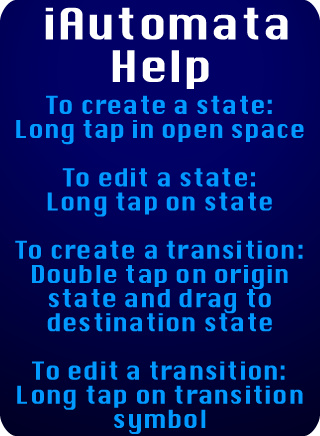 iAutomata
Help
To create a state:
Long tap in open space
To edit a state:
Long tap on state
To create a transition:
Double tap on origin
state and drag to
destination state
To edit a transition:
Long tap on transition
symbol